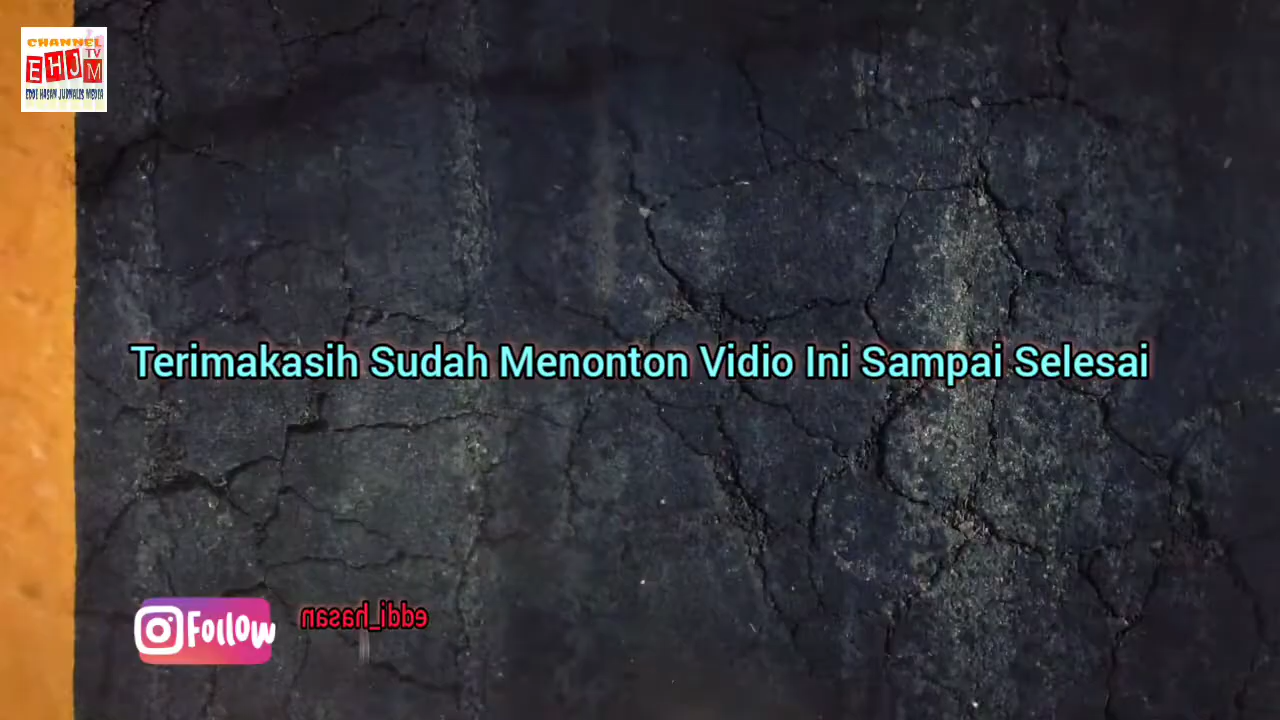 CHANNEL
TV
EHJM
EDDI HASAN JURNALIS MEDIA
Terimakasih Sudah Menonton Vidio Ini Sampai Selesai
Follow
eddi_hasan